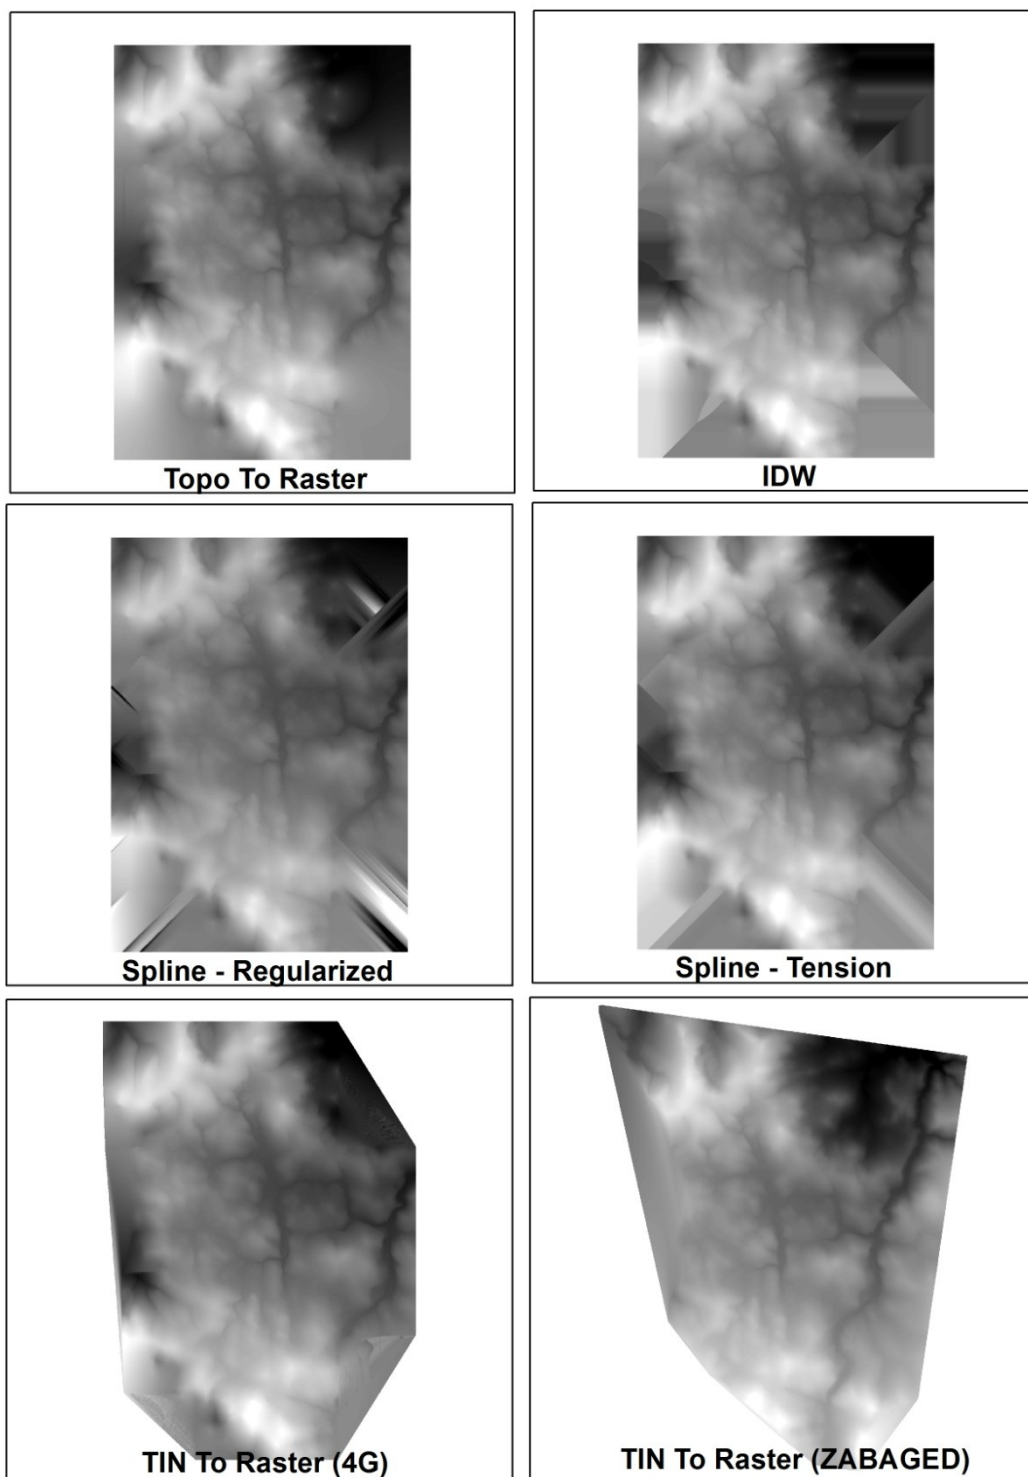 Topo To Raster
IDW
Spline - Regularized
Spline - Tension
TIN To Raster (4G)
TIN To Raster (ZABAGED)